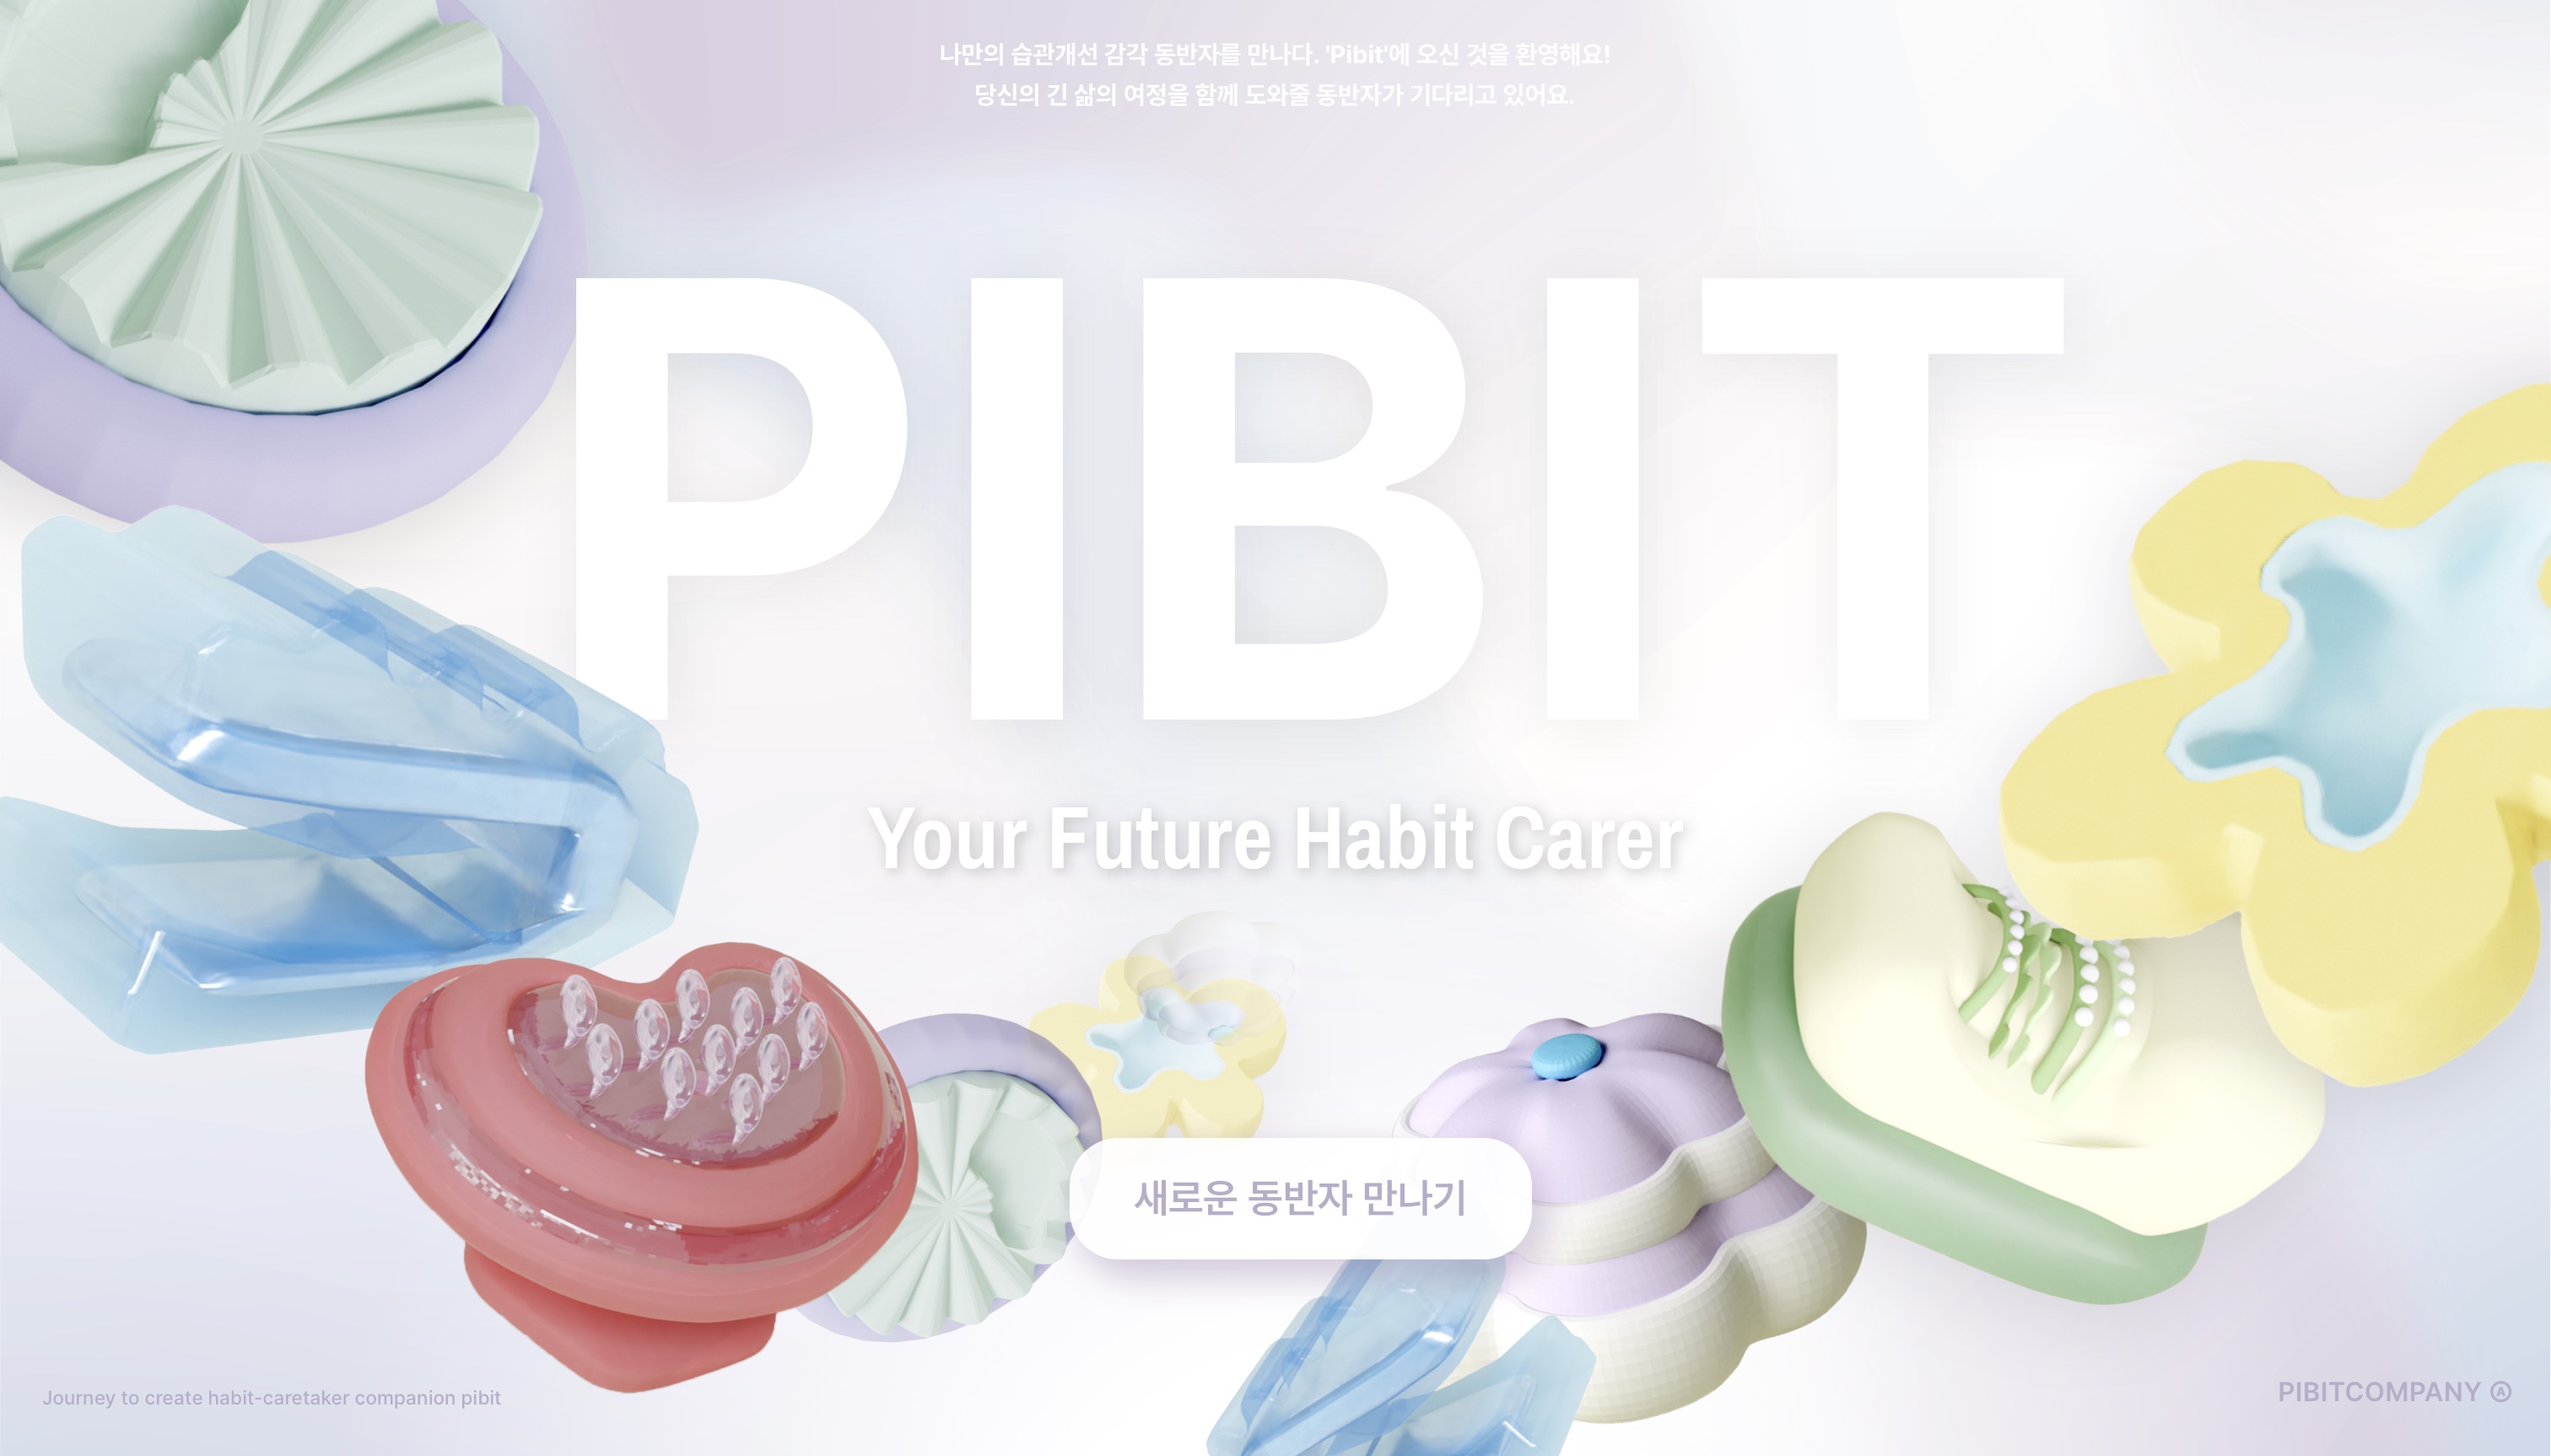 나만의 습관개선 감각 동반자를 만나다. 'Pibit'에 오신 것을 환영해요!
당신의 긴 삶의 여정을 함께 도와줄 동반자가 기다리고 있어요.
PIBIT
Your Future Habit Carer
새로운 동반자 만나기
Journey to create habit-caretaker companion pibit
PIBITCOMPANY Ⓐ